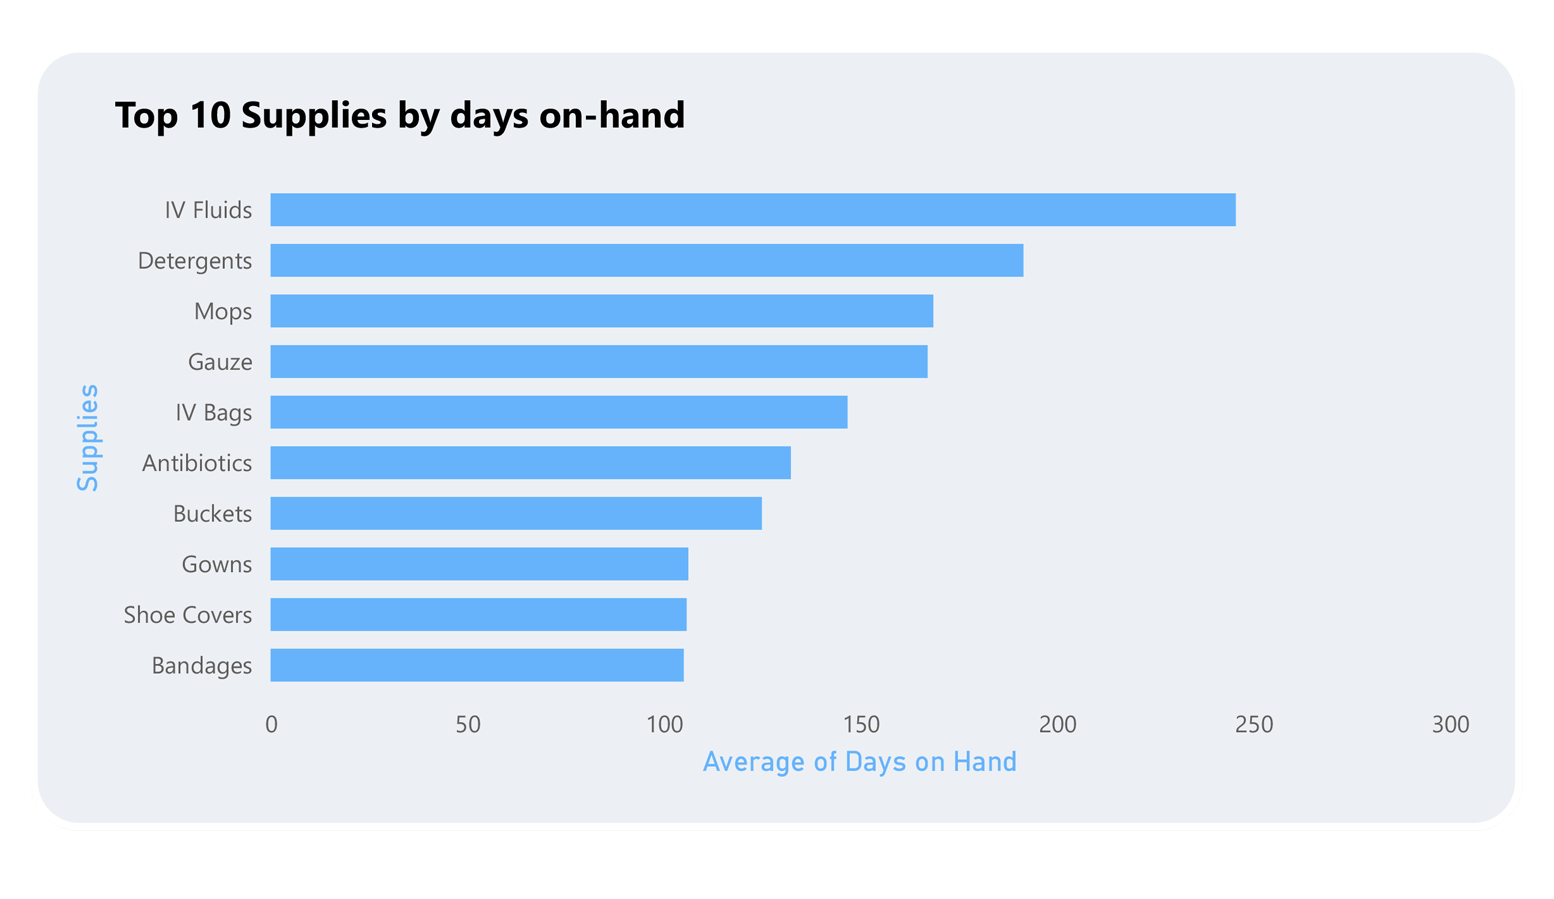 Top 10 Supplies by days on-hand
Supplies
IV Fluids
Detergents
Mops
Gauze
IV Bags
Antibiotics
Buckets
Gowns
Shoe Covers
Bandages
0 50 100 150 200 250 300
Average of Days on Hand